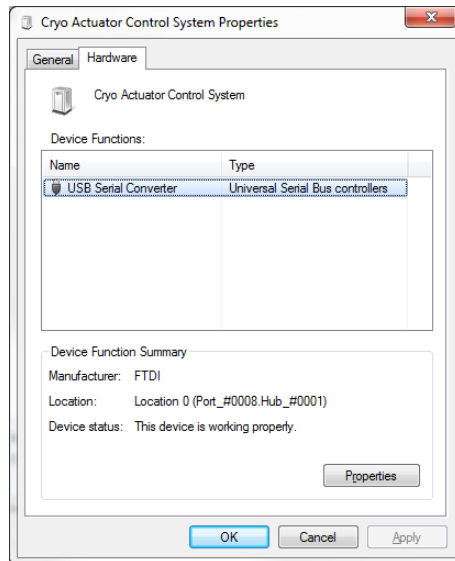 Cryo Actuator Control System Properties
General Hardware
Cryo Actuator Control System
Device Functions:
Name Type
USB Serial Converter Universal Serial Bus controllers
Device Function Summary
Manufacturer: FTDI
Location: Location 0 (Port_#0008.Hub_#0001)
Device status: This device is working properly.
Properties
OK Cancel Apply